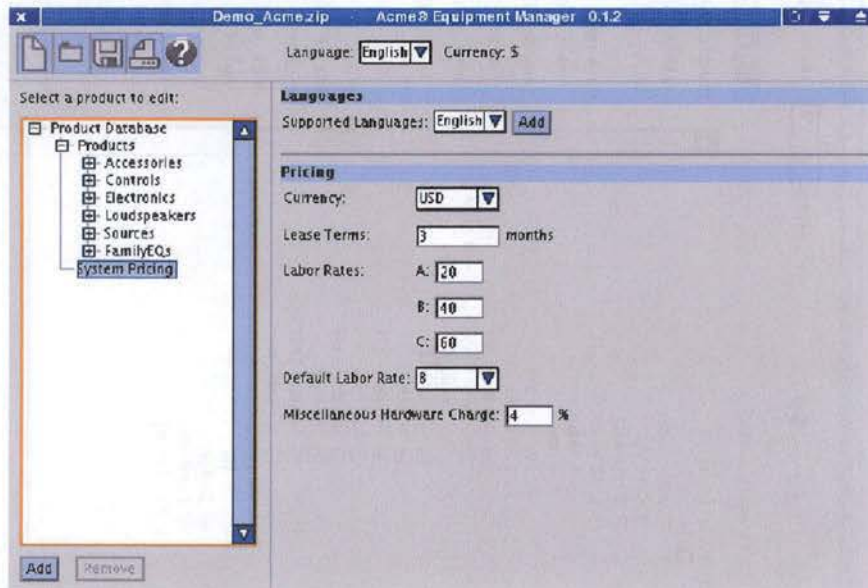 Demo_Acme.zip - Acme® Equipment Manager 0.1.2
Language: English Currency: $
Select a product to edit:
Product Database
Products
Accessories
Controls
Electronics
Loudspeakers
Sources
FamilyEQs
System Pricing
Add Remove
Languages
Supported Languages: English Add
Pricing
Currency: USD
Lease Terms: 3 months
Labor Rates: A: 20
B: 40
C: 60
Default Labor Rate: B
Miscellaneous Hardware Charge: 4 %